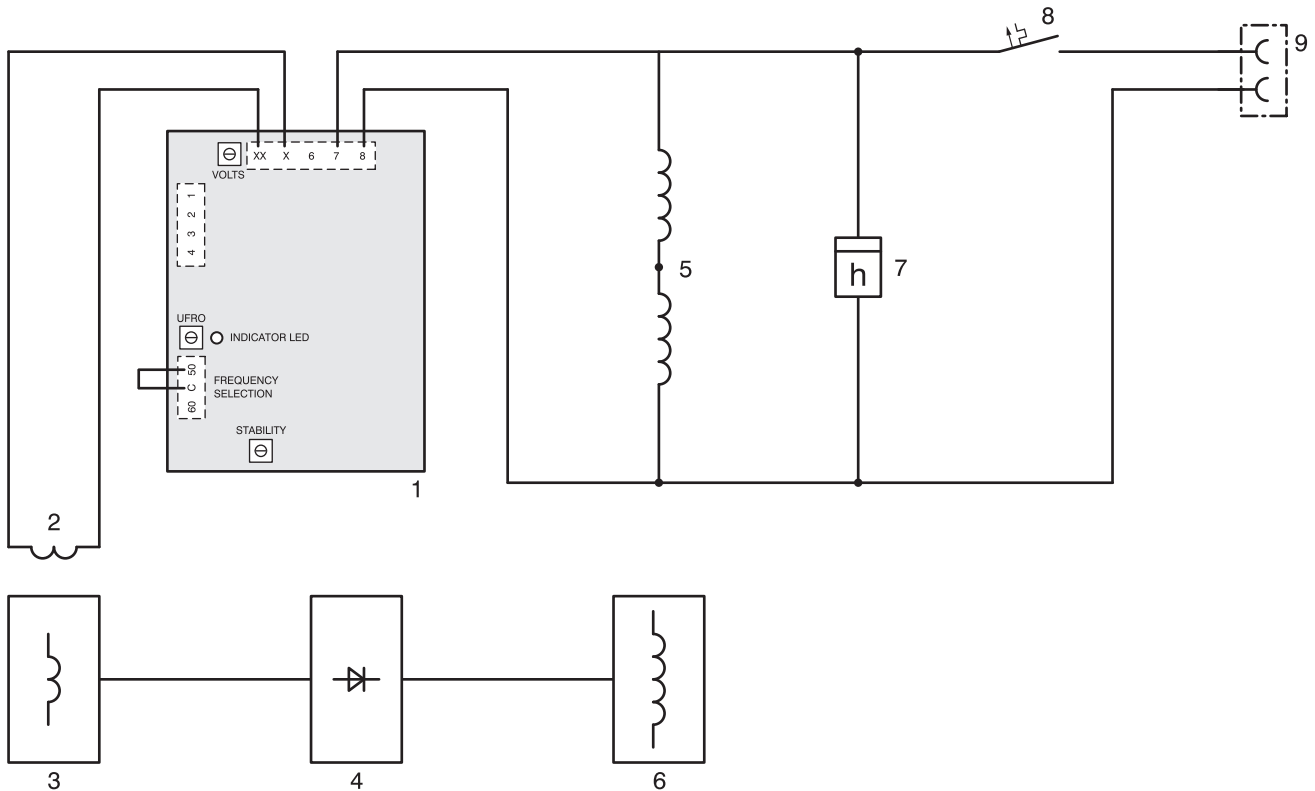 8
9
XX X 6 7 8
VOLTS
1
2
3
4
5
h
7
UFRO
INDICATOR LED
50
C
60
FREQUENCY
SELECTION
STABILITY
1
2
3
4
6